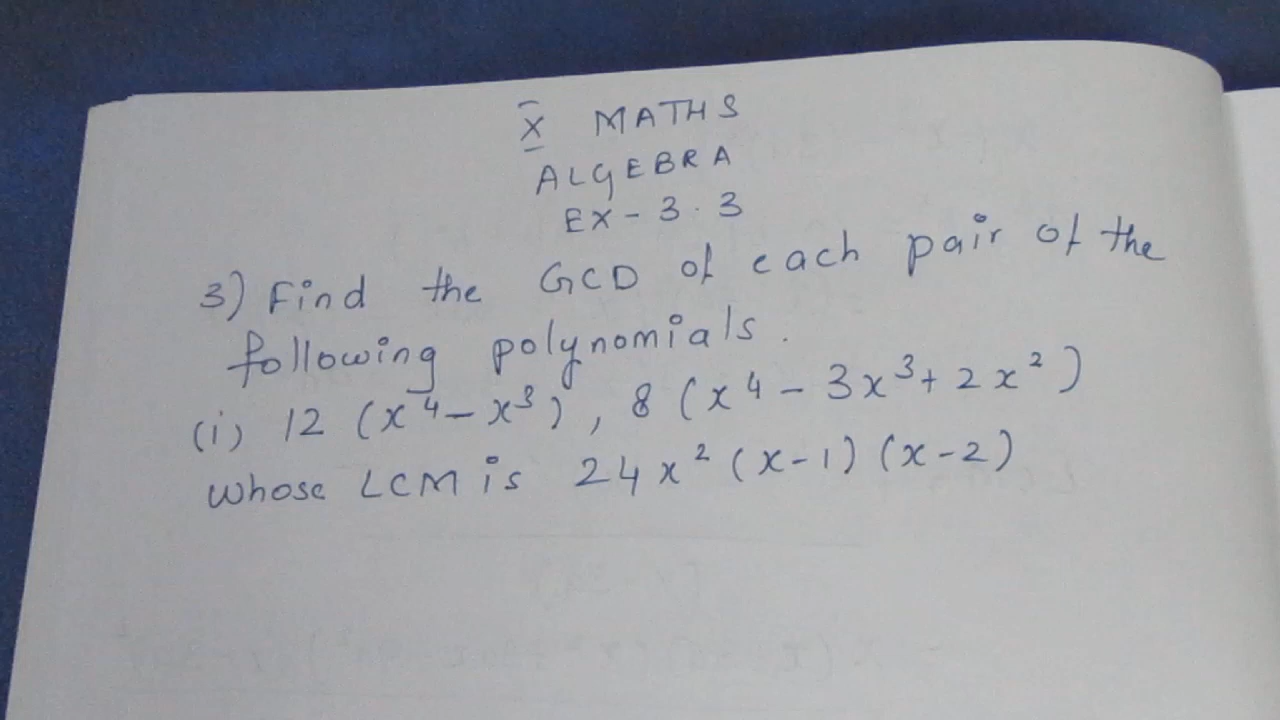 X MATHS
ALGEBRA
EX - 3.3
3) Find the GCD of each pair of the
following polynomials.
(i) 12 (x⁴ - x³), 8 (x⁴ - 3x³ + 2x²)
whose LCM is 24x² (x-1) (x-2)